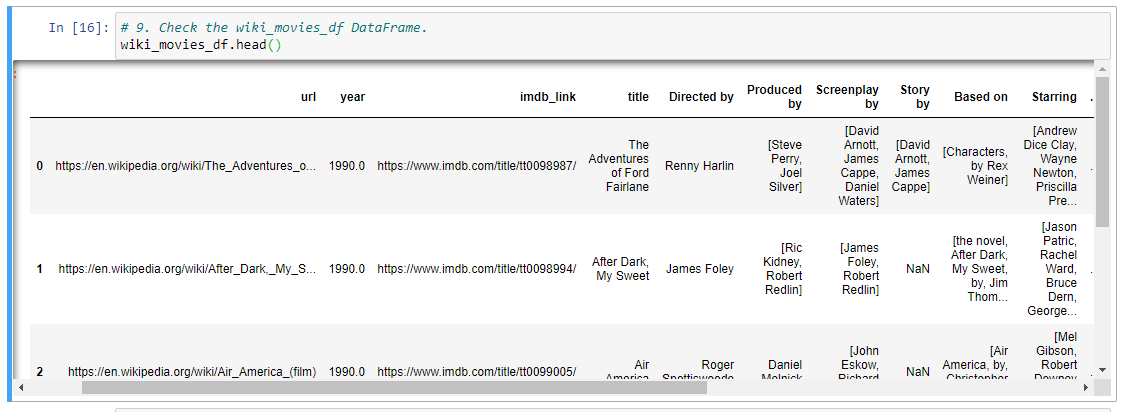 In [16]: # 9. Check the wiki_movies_df DataFrame.
wiki_movies_df.head()
:
url year imdb_link title Directed by Produced by Screenplay by Story by Based on Starring .
0 https://en.wikipedia.org/wiki/The_Adventures_o... 1990.0 https://www.imdb.com/title/tt0098987/ The Adventures of Ford Fairlane Renny Harlin [Steve Perry, Joel Silver] [David Arnott, James Cappe, Daniel Waters] [David Arnott, James Cappe] [Characters, by Rex Weiner] [Andrew Dice Clay, Wayne Newton, Priscilla Pre... .
1 https://en.wikipedia.org/wiki/After_Dark,_My_S... 1990.0 https://www.imdb.com/title/tt0098994/ After Dark, My Sweet James Foley [Ric Kidney, Robert Redlin] [James Foley, Robert Redlin] NaN [the novel, After Dark, My Sweet, by, Jim Thom... [Jason Patric, Rachel Ward, Bruce Dern, George... .
2 https://en.wikipedia.org/wiki/Air_America_(film) 1990.0 https://www.imdb.com/title/tt0099005/ Air America Roger Spottiswoode Daniel Melnick [John Eskow, Richard NaN [Air America, by, Christopher [Mel Gibson, Robert Downey